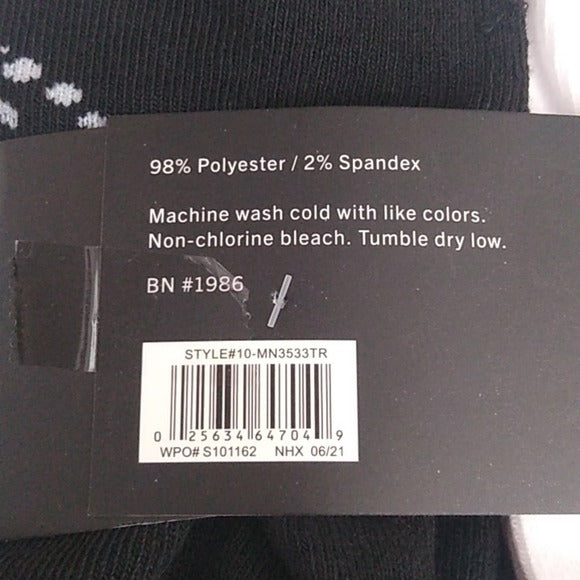 98% Polyester / 2% Spandex
Machine wash cold with like colors.
Non-chlorine bleach. Tumble dry low.
BN #1986
STYLE#10-MN3533TR
0 25634 64704 9
WPO# S101162 NHX 06/21